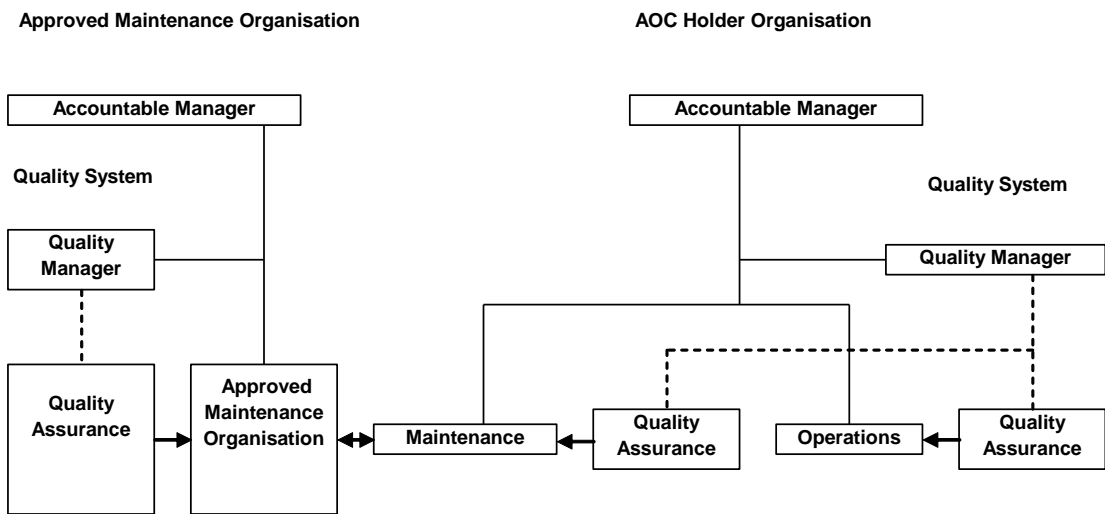 Approved Maintenance Organisation
AOC Holder Organisation
Accountable Manager
Accountable Manager
Quality System
Quality System
Quality
Manager
Quality Manager
Quality
Assurance
Approved
Maintenance
Organisation
Maintenance
Quality
Assurance
Operations
Quality
Assurance